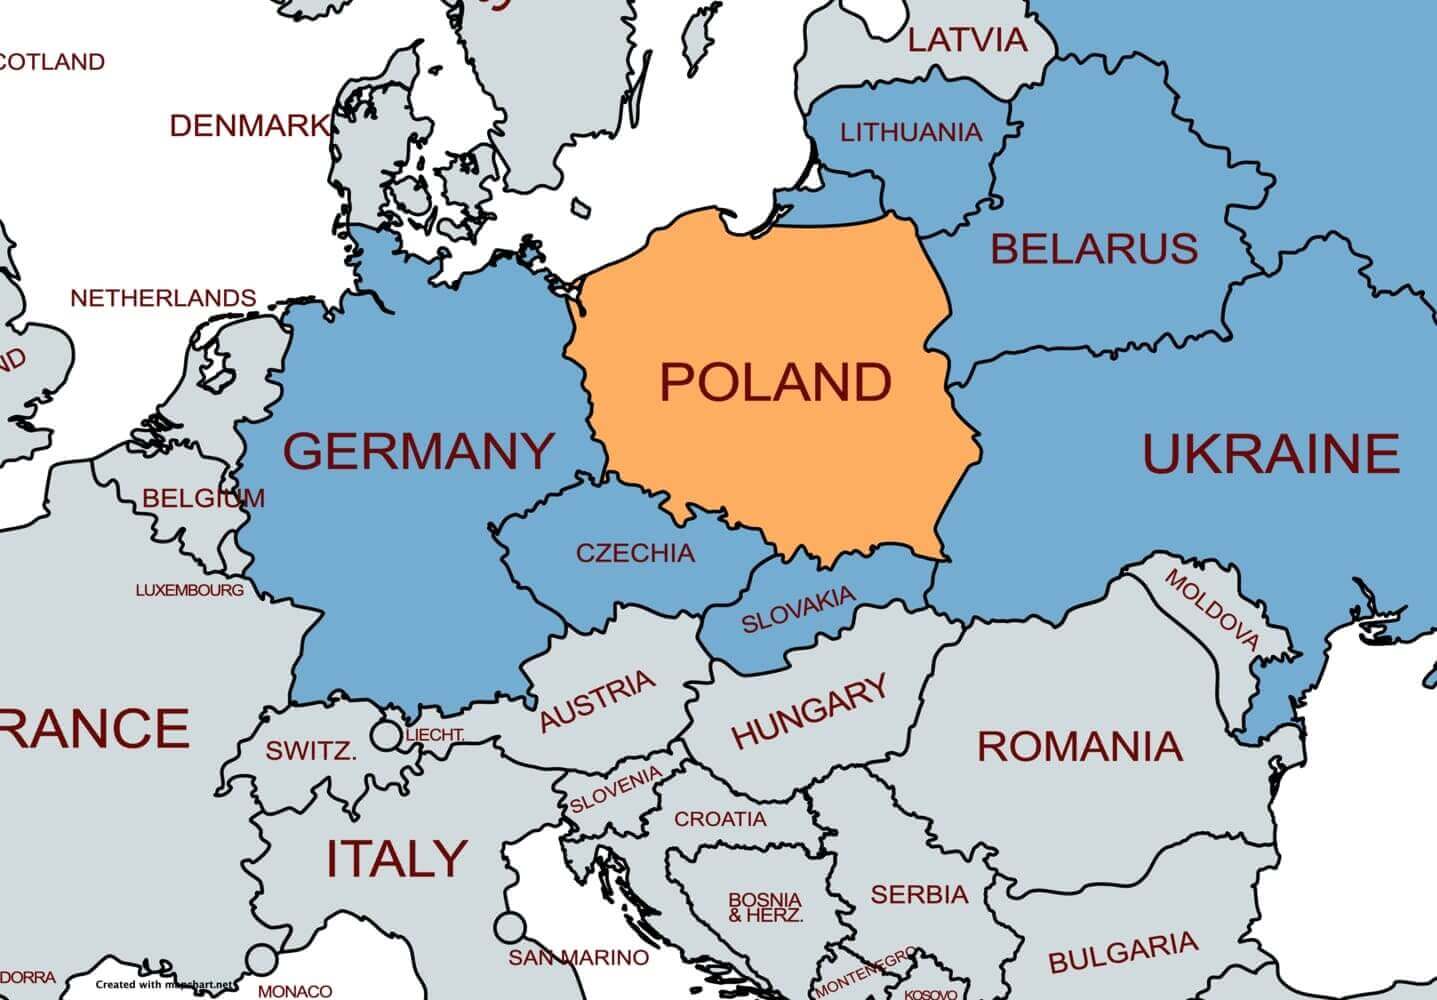 LATVIA
COTLAND
DENMARK
LITHUANIA
BELARUS
NETHERLANDS
ND
POLAND
GERMANY
UKRAINE
BELGIUM
CZECHIA
LUXEMBOURG
SLOVAKIA
MOLDOVA
AUSTRIA
HUNGARY
RANCE
SWITZ.
LIECHT.
ROMANIA
SLOVENIA
CROATIA
ITALY
BOSNIA
& HERZ.
SERBIA
SAN MARINO
BULGARIA
MONTENEGRO
DORRA
Created with mapchart.net
MONACO
KOSOVO